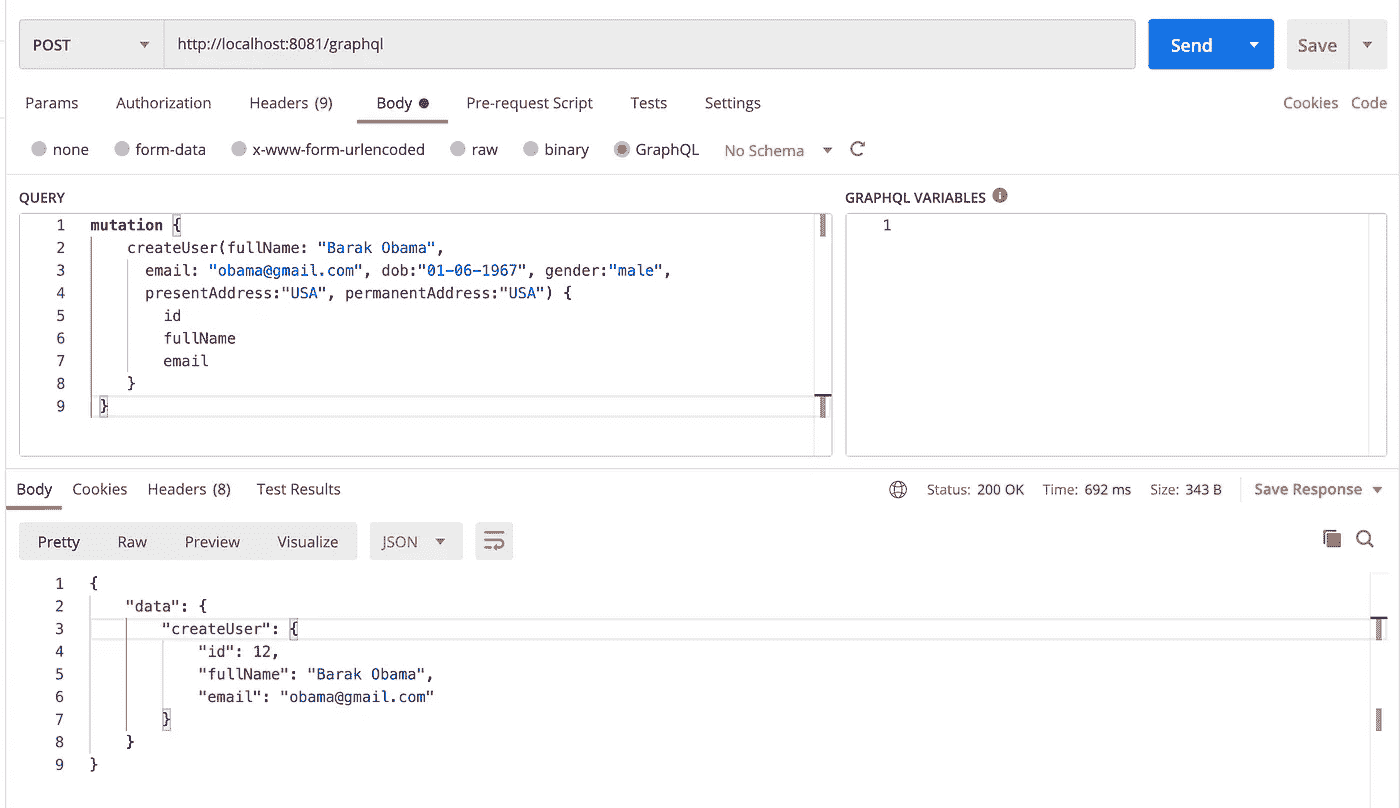 POST http://localhost:8081/graphql Send Save
Params Authorization Headers (9) Body Pre-request Script Tests Settings Cookies Code
none form-data x-www-form-urlencoded raw binary GraphQL No Schema
QUERY GRAPHQL VARIABLES i
1 mutation { 1
2 createUser(fullName: "Barak Obama",
3 email: "obama@gmail.com", dob:"01-06-1967", gender:"male",
4 presentAddress:"USA", permanentAddress:"USA") {
5 id
6 fullName
7 email
8 }
9 }
Body Cookies Headers (8) Test Results Status: 200 OK Time: 692 ms Size: 343 B Save Response
Pretty Raw Preview Visualize JSON
1 {
2 "data": {
3 "createUser": {
4 "id": 12,
5 "fullName": "Barak Obama",
6 "email": "obama@gmail.com"
7 }
8 }
9 }